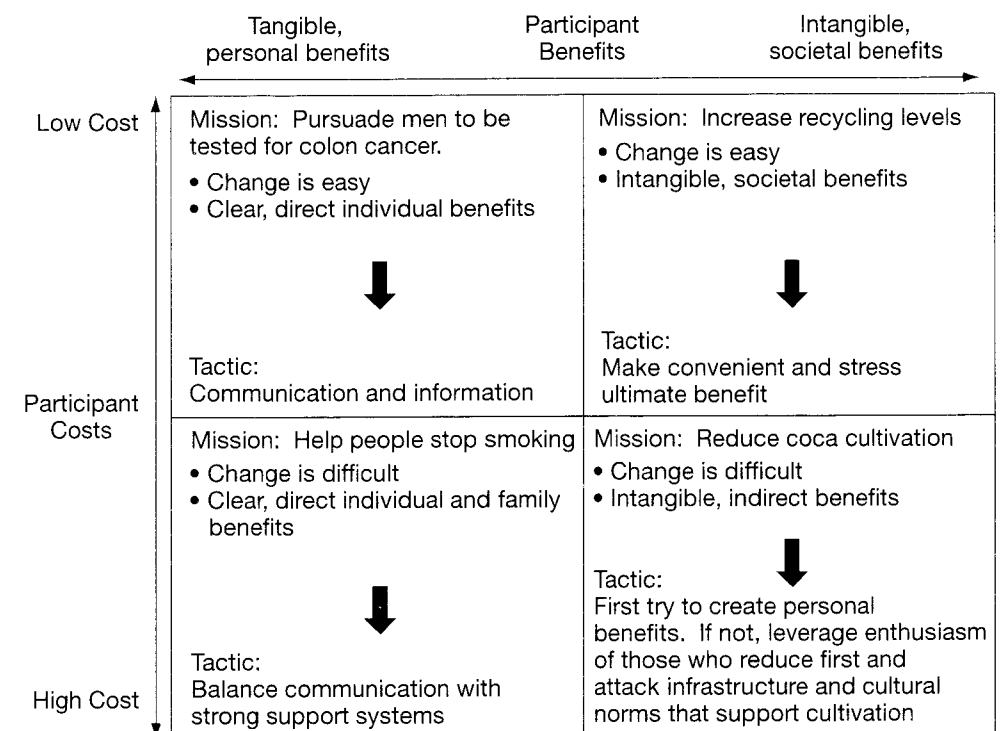 Tangible,
personal benefits
Participant
Benefits
Intangible,
societal benefits
Low Cost
Participant
Costs
High Cost
Mission: Pursuade men to be
tested for colon cancer.
• Change is easy
• Clear, direct individual benefits
Tactic:
Communication and information
Mission: Increase recycling levels
• Change is easy
• Intangible, societal benefits
Tactic:
Make convenient and stress
ultimate benefit
Mission: Help people stop smoking
• Change is difficult
• Clear, direct individual and family
benefits
Tactic:
Balance communication with
strong support systems
Mission: Reduce coca cultivation
• Change is difficult
• Intangible, indirect benefits
Tactic:
First try to create personal
benefits. If not, leverage enthusiasm
of those who reduce first and
attack infrastructure and cultural
norms that support cultivation